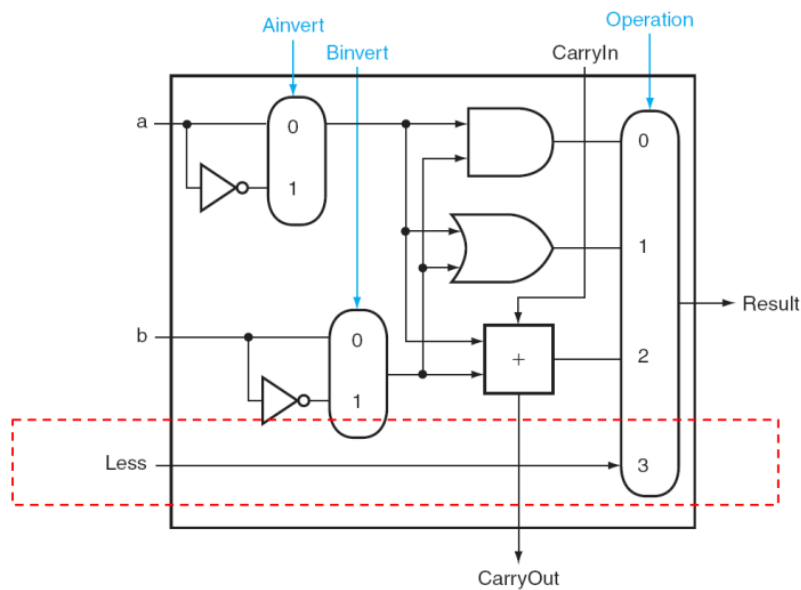 Ainvert
Binvert
CarryIn
Operation
a
0
1
0
1
b
0
1
+
2
Result
Less
3
CarryOut